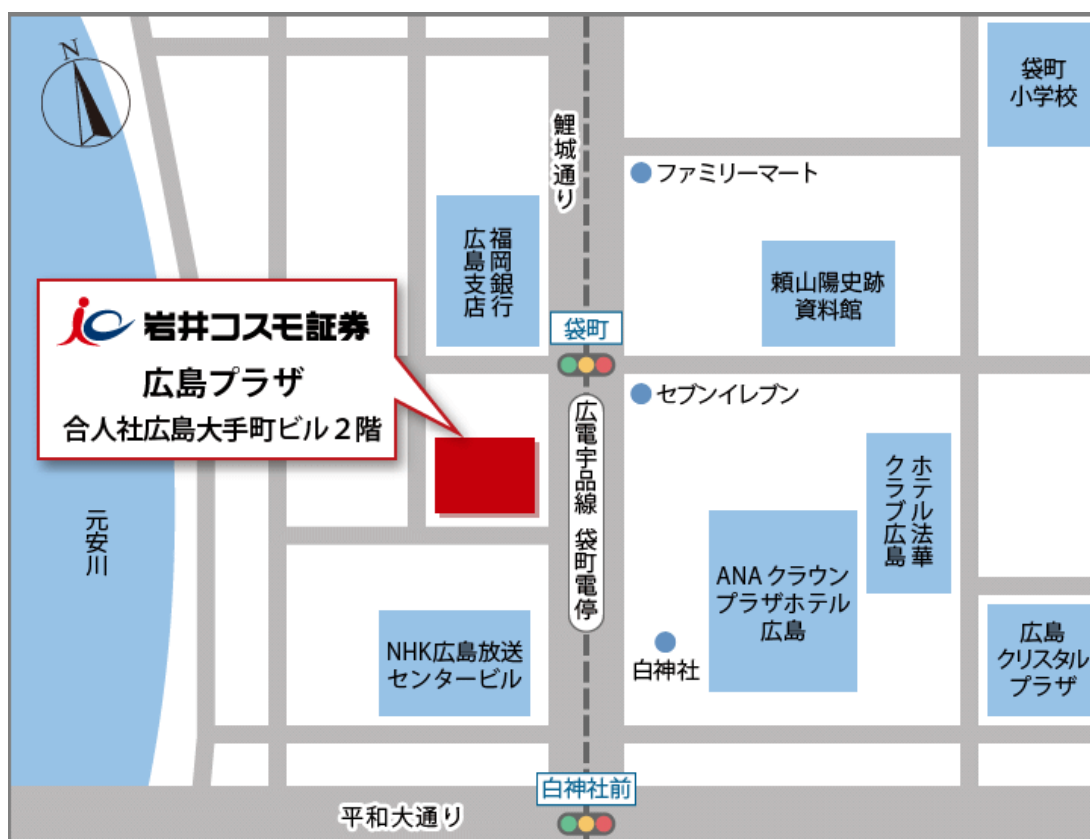 N
袋町
小学校
鯉城通り
ファミリーマート
福岡銀行
広島支店
頼山陽史跡
資料館
ic 岩井コスモ証券
広島プラザ
合人社広島大手町ビル２階
袋町
セブンイレブン
広電宇品線 袋町電停
ホテル法華
クラブ広島
元安川
ANA クラウン
プラザホテル
広島
NHK広島放送
センタービル
白神社
広島
クリスタル
プラザ
白神社前
平和大通り